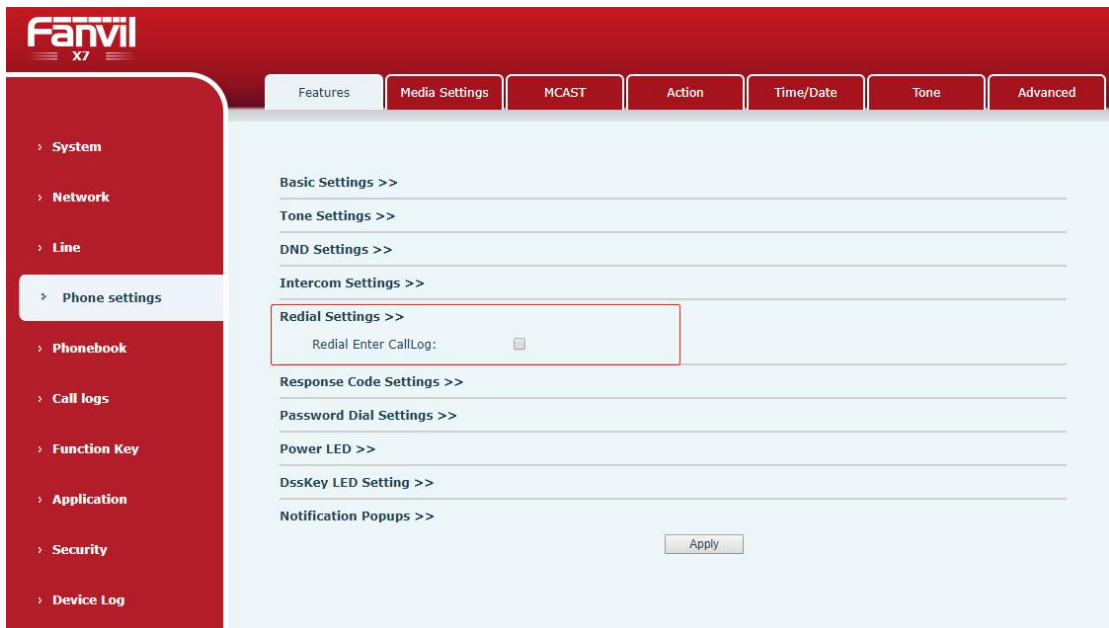 Fanvil
X7
Features Media Settings MCAST Action Time/Date Tone Advanced
› System
› Network
› Line
› Phone settings
› Phonebook
› Call logs
› Function Key
› Application
› Security
› Device Log
Basic Settings >>
Tone Settings >>
DND Settings >>
Intercom Settings >>
Redial Settings >>
Redial Enter CallLog:
Response Code Settings >>
Password Dial Settings >>
Power LED >>
DssKey LED Setting >>
Notification Popups >>
Apply